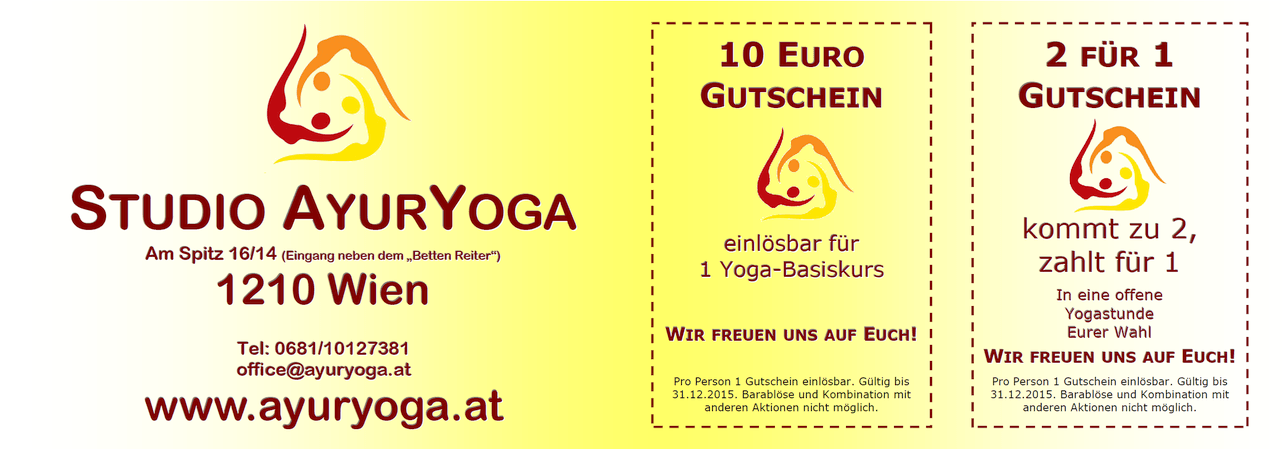 STUDIO AYURYOGA
Am Spitz 16/14 (Eingang neben dem „Betten Reiter“)
1210 Wien
Tel: 0681/10127381
office@ayuryoga.at
www.ayuryoga.at
10 EURO
GUTSCHEIN
einlösbar für
1 Yoga-Basiskurs
WIR FREUEN UNS AUF EUCH!
Pro Person 1 Gutschein einlösbar. Gültig bis
31.12.2015. Barablöse und Kombination mit
anderen Aktionen nicht möglich.
2 FÜR 1
GUTSCHEIN
kommt zu 2,
zahlt für 1
In eine offene
Yogastunde
Eurer Wahl
WIR FREUEN UNS AUF EUCH!
Pro Person 1 Gutschein einlösbar. Gültig bis
31.12.2015. Barablöse und Kombination mit
anderen Aktionen nicht möglich.